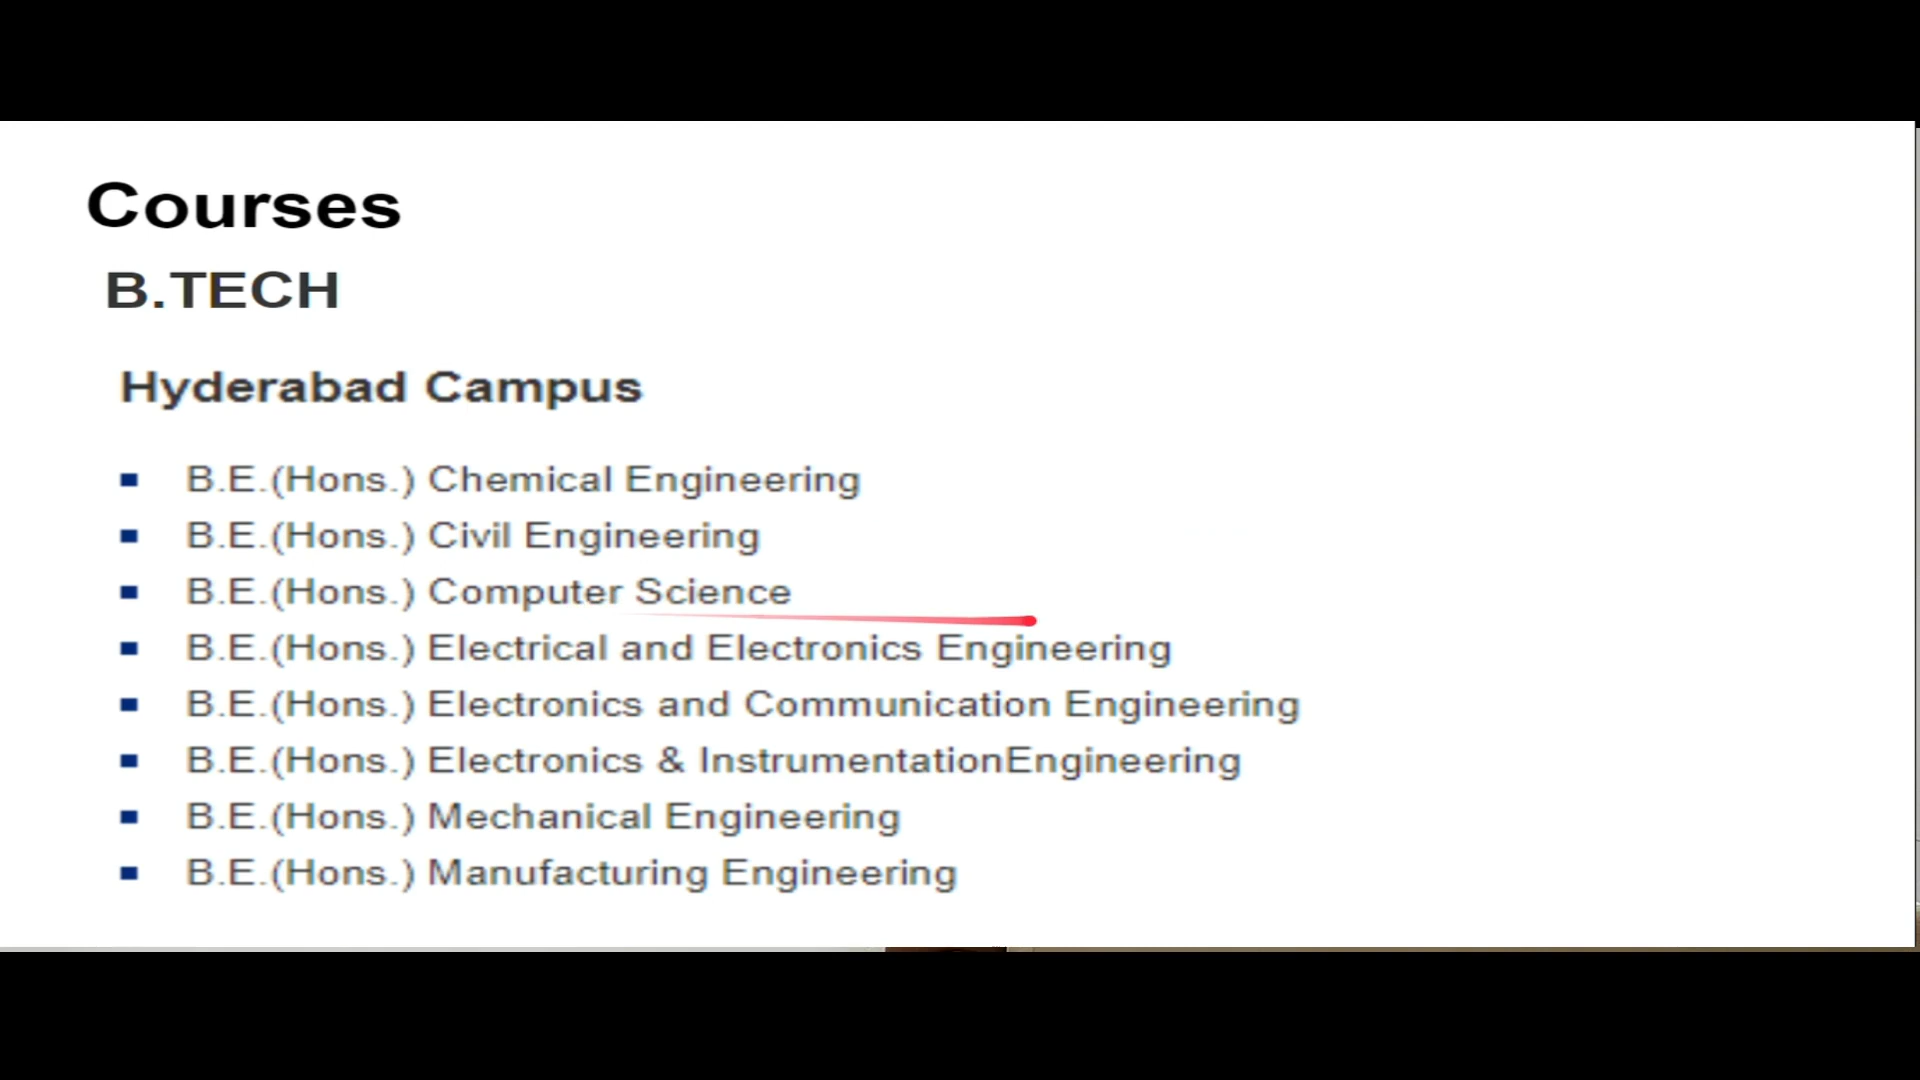 Courses
B.TECH
Hyderabad Campus
B.E.(Hons.) Chemical Engineering
B.E.(Hons.) Civil Engineering
B.E.(Hons.) Computer Science
B.E.(Hons.) Electrical and Electronics Engineering
B.E.(Hons.) Electronics and Communication Engineering
B.E.(Hons.) Electronics & InstrumentationEngineering
B.E.(Hons.) Mechanical Engineering
B.E.(Hons.) Manufacturing Engineering